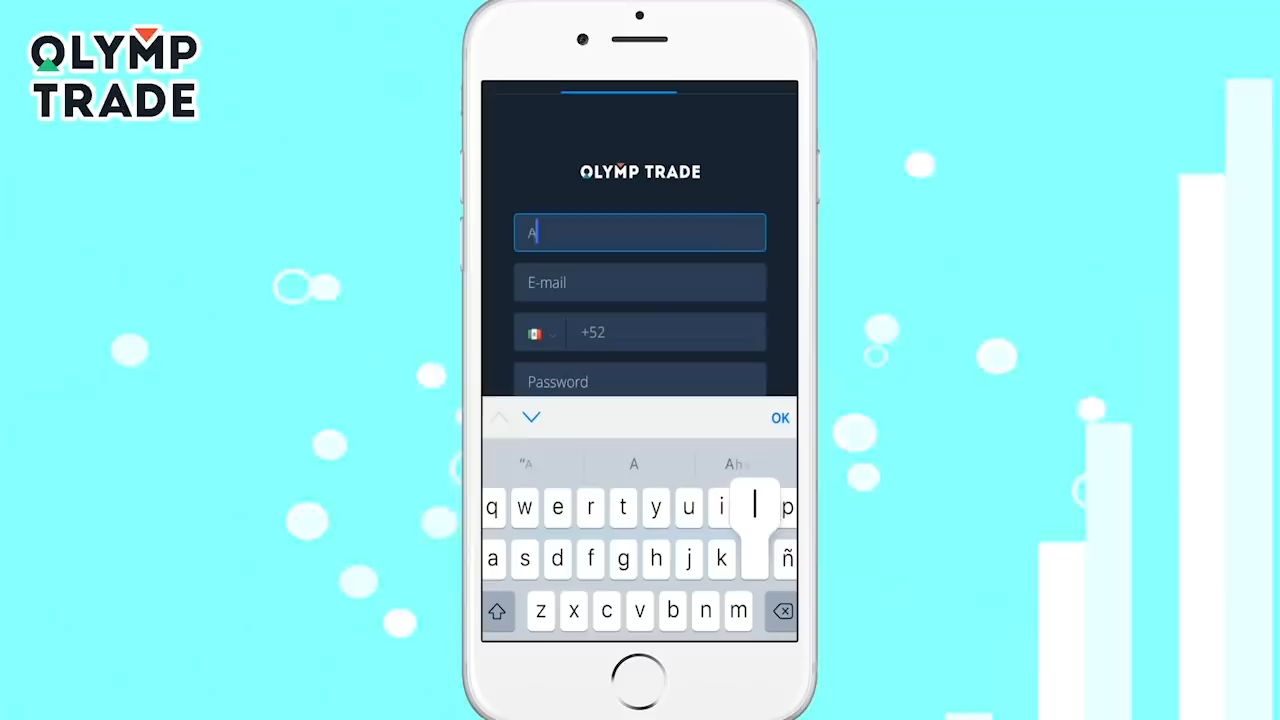 OLYMP
TRADE
OLYMP TRADE
A
E-mail
+52
Password
OK
"A A Ah
q w e r t y u i l p
a s d f g h j k ñ
z x c v b n m